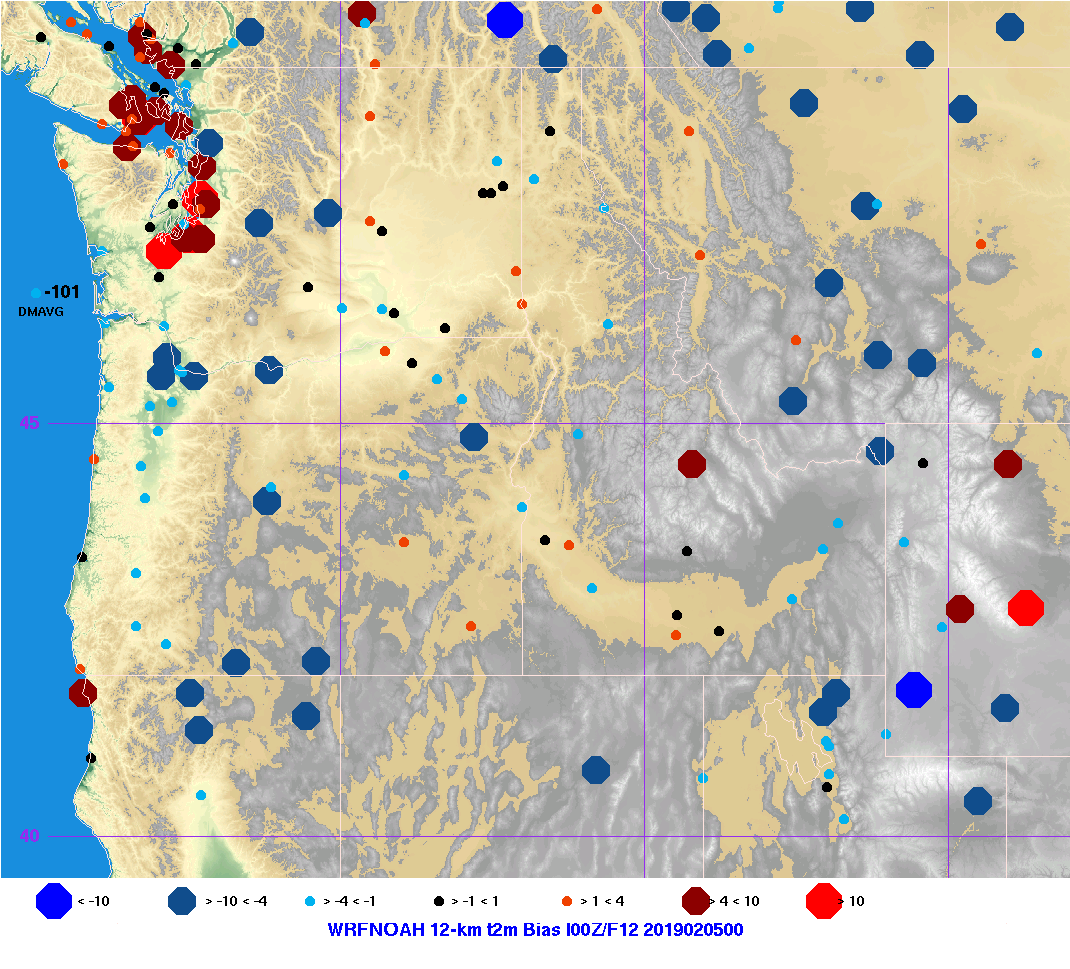 -101
DMAVG
45
40
< -10
> -10 < -4
> -4 < -1
> -1 < 1
> 1 < 4
> 4 < 10
> 10
WRFNOAH 12-km t2m Bias I00Z/F12 2019020500